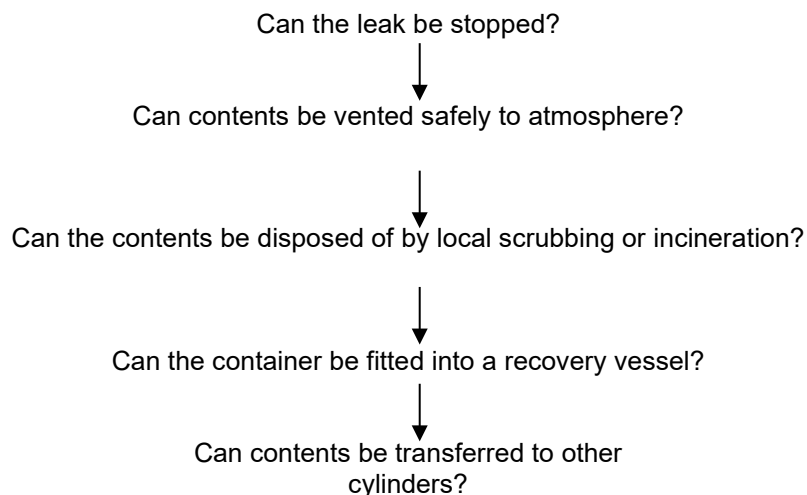 Can the leak be stopped?
Can contents be vented safely to atmosphere?
Can the contents be disposed of by local scrubbing or incineration?
Can the container be fitted into a recovery vessel?
Can contents be transferred to other
cylinders?